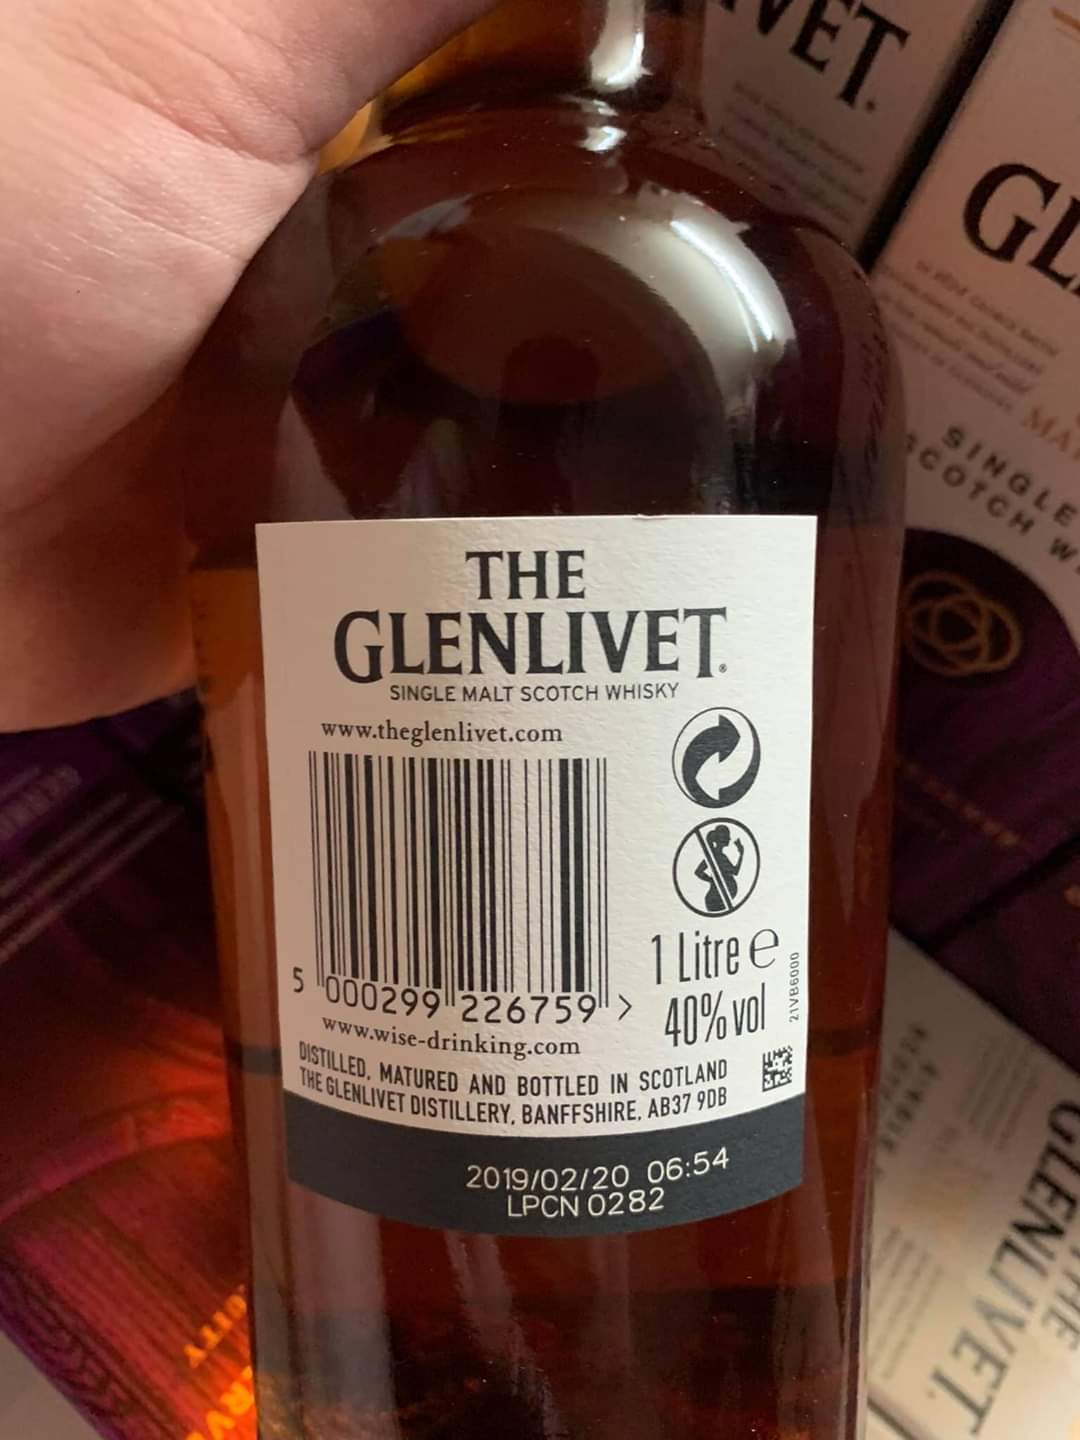 THE
GLENLIVET®
SINGLE MALT SCOTCH WHISKY
www.theglenlivet.com
5 000299 226759 >
www.wise-drinking.com
1 Litre ℮
40%vol
21VB6000
DISTILLED, MATURED AND BOTTLED IN SCOTLAND
THE GLENLIVET DISTILLERY, BANFFSHIRE, AB37 9DB
2019/02/20 06:54
LPCN 0282
SINGLE
SCOTCH
THE
GLENLIVET.